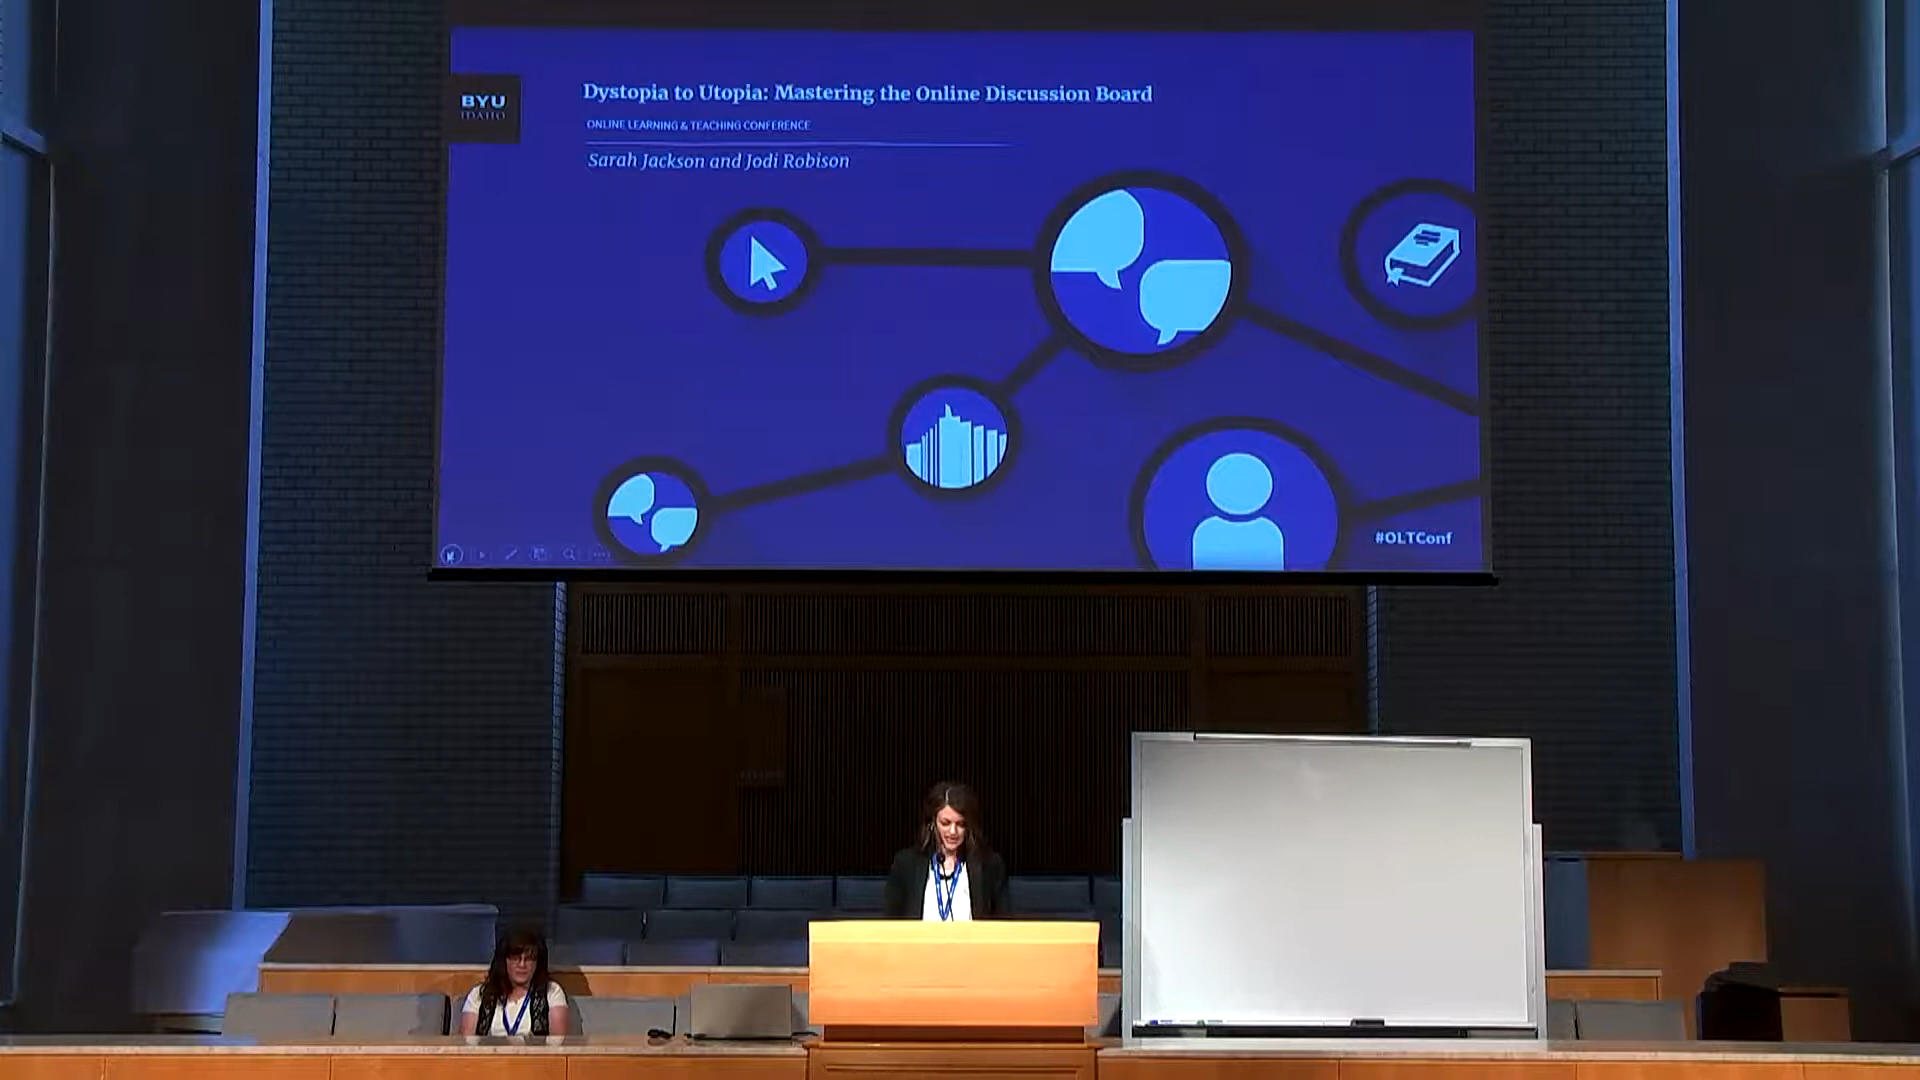 BYU
IDAHO
Dystopia to Utopia: Mastering the Online Discussion Board
ONLINE LEARNING & TEACHING CONFERENCE
Sarah Jackson and Jodi Robison
#OLTConf